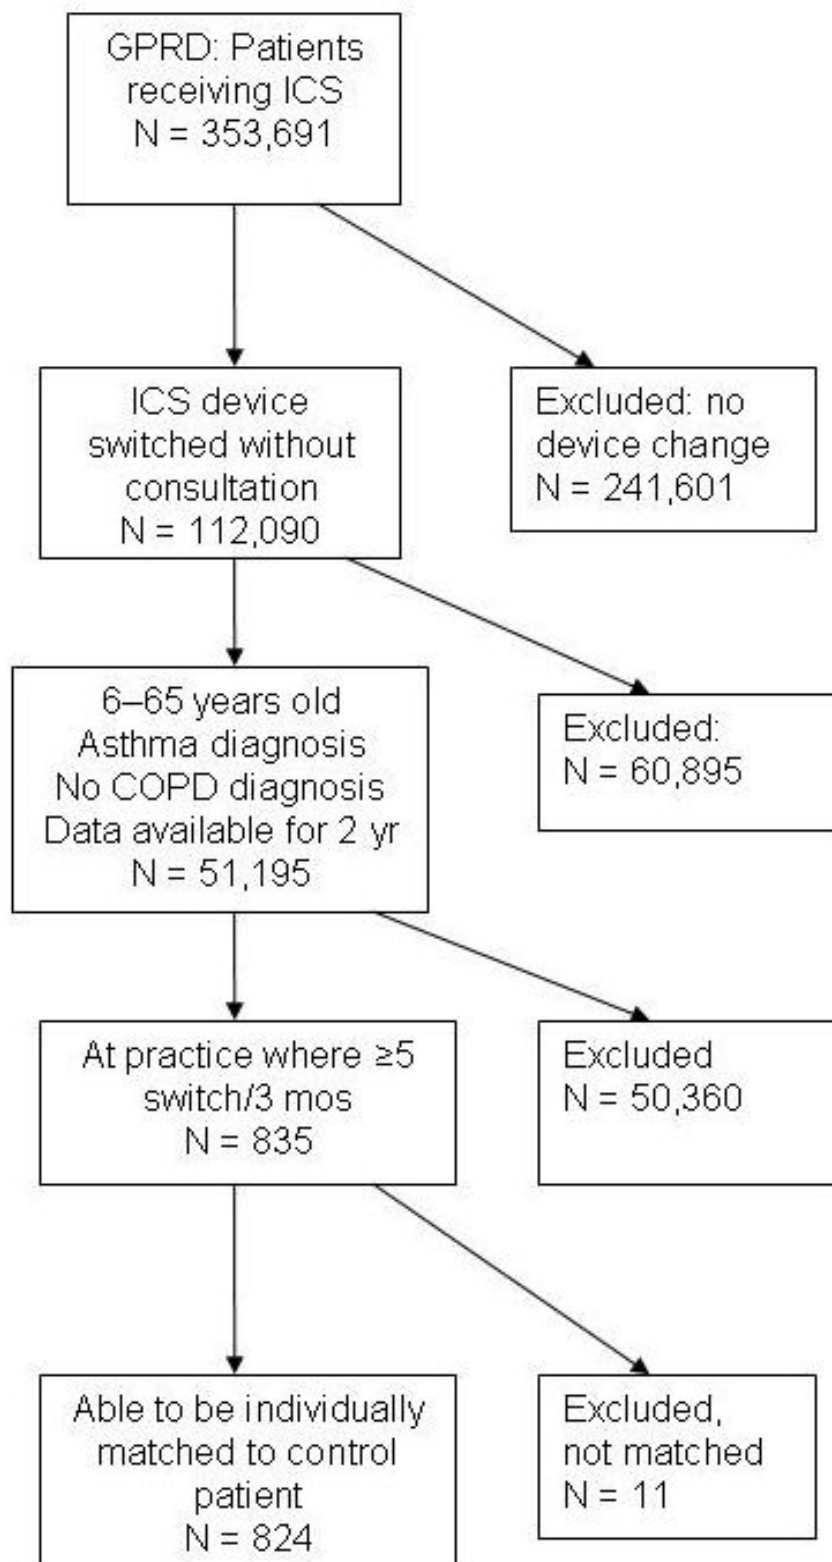 GPRD: Patients
receiving ICS
N = 353,691
ICS device
switched without
consultation
N = 112,090
Excluded: no
device change
N = 241,601
6–65 years old
Asthma diagnosis
No COPD diagnosis
Data available for 2 yr
N = 51,195
Excluded:
N = 60,895
At practice where ≥5
switch/3 mos
N = 835
Excluded
N = 50,360
Able to be individually
matched to control
patient
N = 824
Excluded,
not matched
N = 11